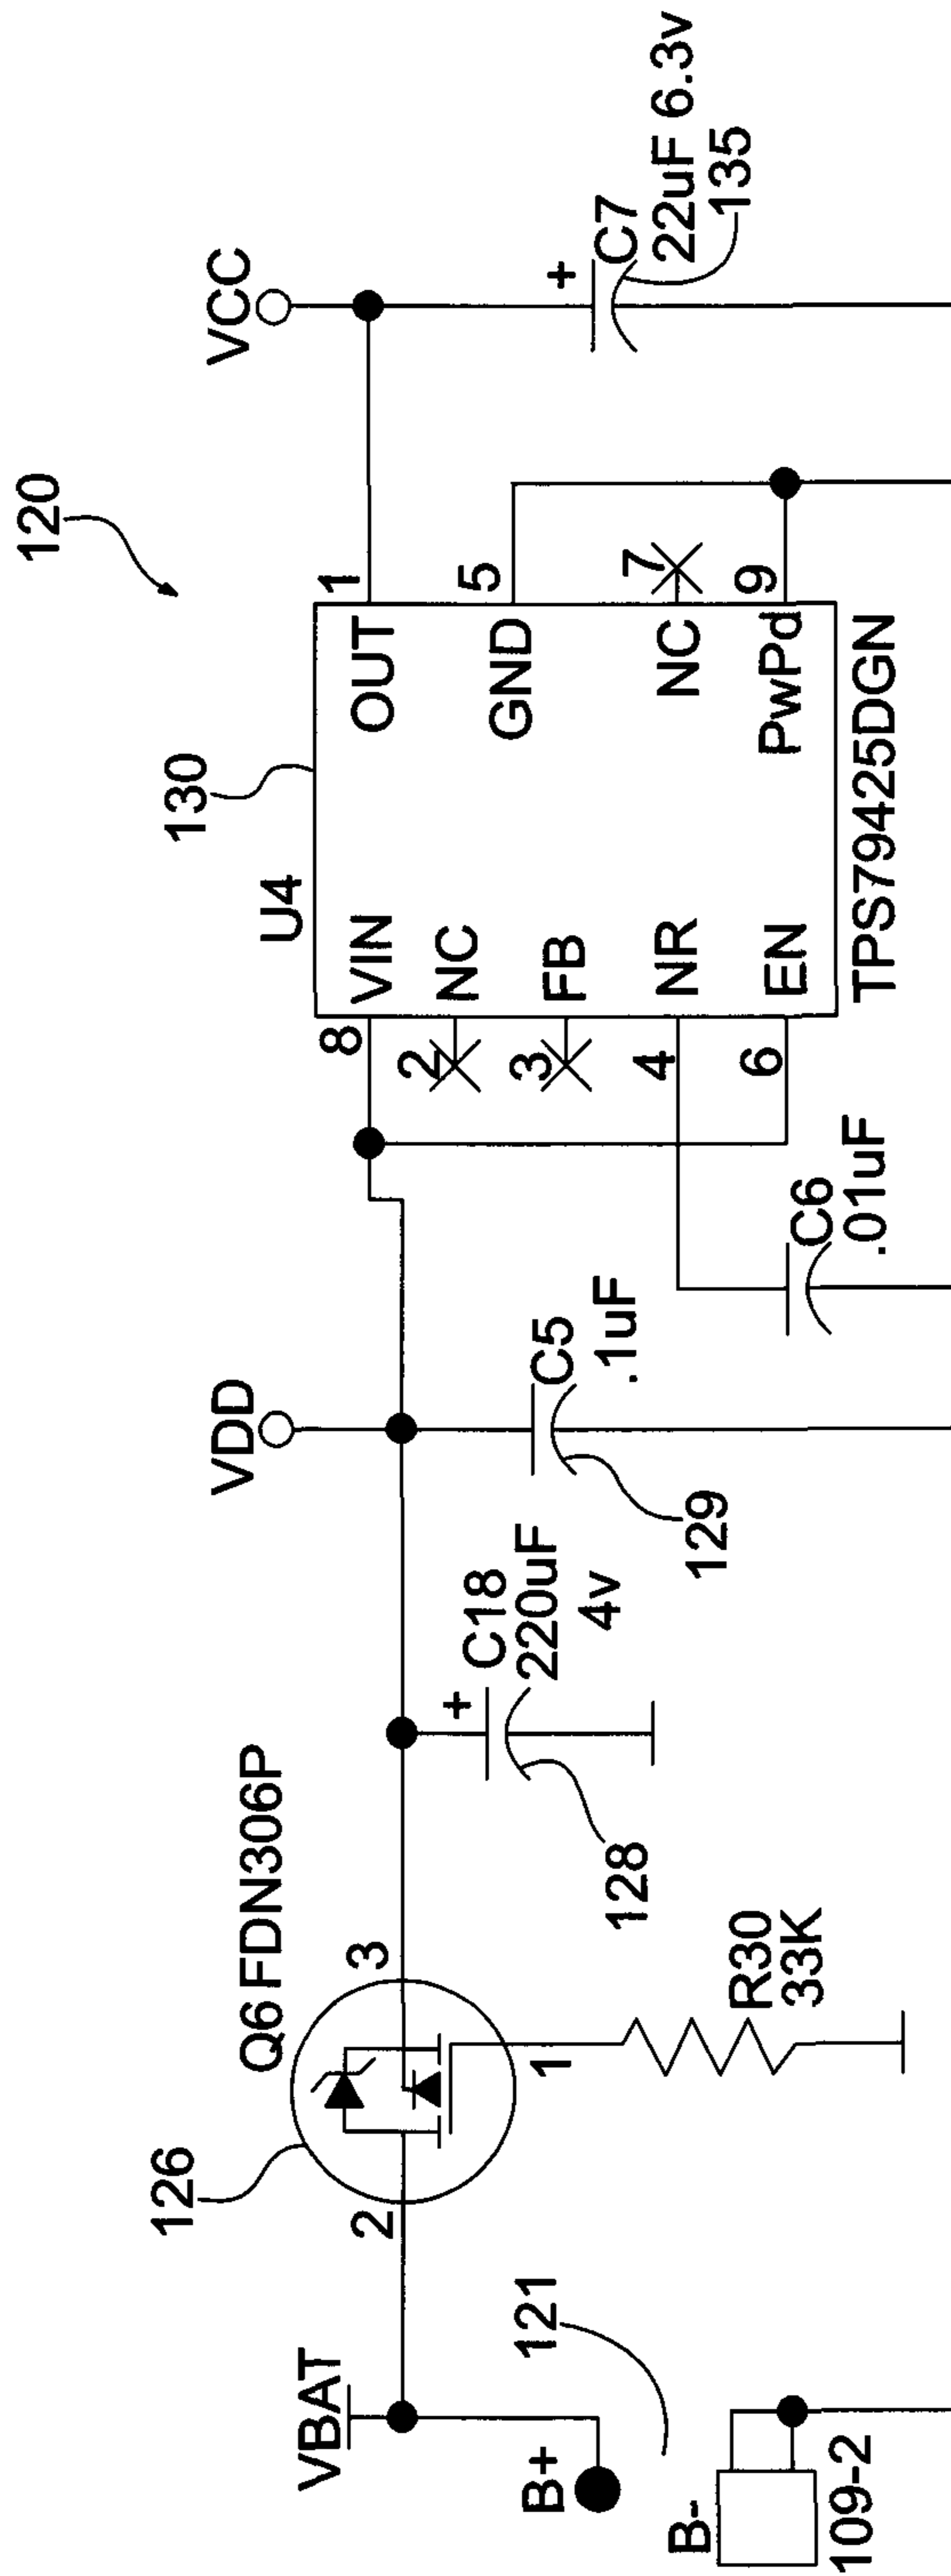 120
VBAT
B+
121
B-
109-2
126
Q6 FDN306P
2
3
1
R30
33K
+
C18
220uF
4v
128
VDD
C5
.1uF
129
C6
.01uF
U4
130
8
VIN
2
NC
3
FB
4
NR
6
EN
OUT
1
GND
5
NC
7
PwPd
9
TPS79425DGN
VCC
+
C7
22uF 6.3v
135